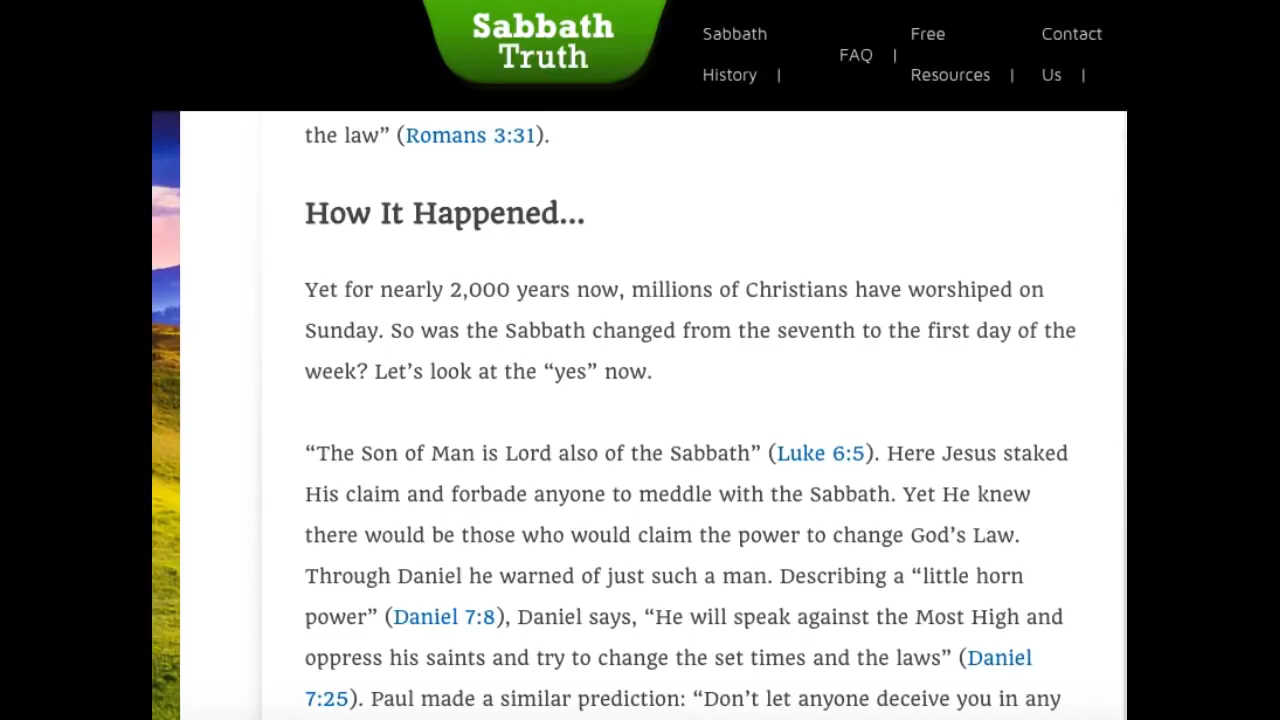 Sabbath
Truth
Sabbath
History |
FAQ |
Free
Resources |
Contact
Us |
the law” (Romans 3:31).
How It Happened...
Yet for nearly 2,000 years now, millions of Christians have worshiped on
Sunday. So was the Sabbath changed from the seventh to the first day of the
week? Let’s look at the “yes” now.
“The Son of Man is Lord also of the Sabbath” (Luke 6:5). Here Jesus staked
His claim and forbade anyone to meddle with the Sabbath. Yet He knew
there would be those who would claim the power to change God’s Law.
Through Daniel he warned of just such a man. Describing a “little horn
power” (Daniel 7:8), Daniel says, “He will speak against the Most High and
oppress his saints and try to change the set times and the laws” (Daniel
7:25). Paul made a similar prediction: “Don’t let anyone deceive you in any